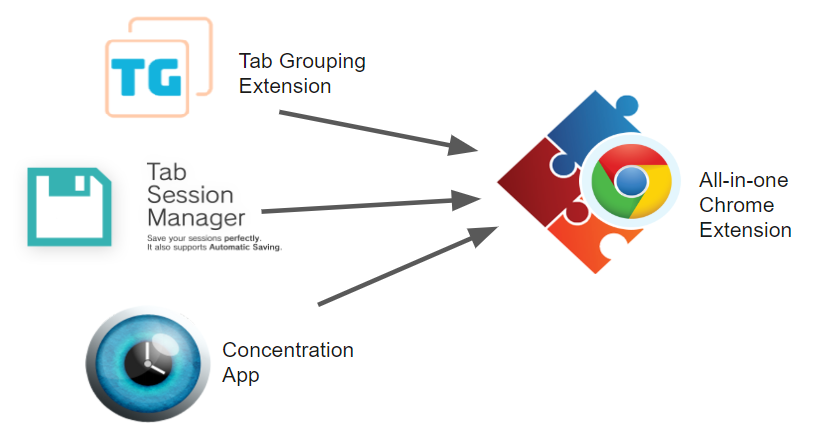 TG
Tab Grouping
Extension
Tab
Session
Manager
Save your sessions perfectly.
It also supports Automatic Saving.
All-in-one
Chrome
Extension
Concentration
App